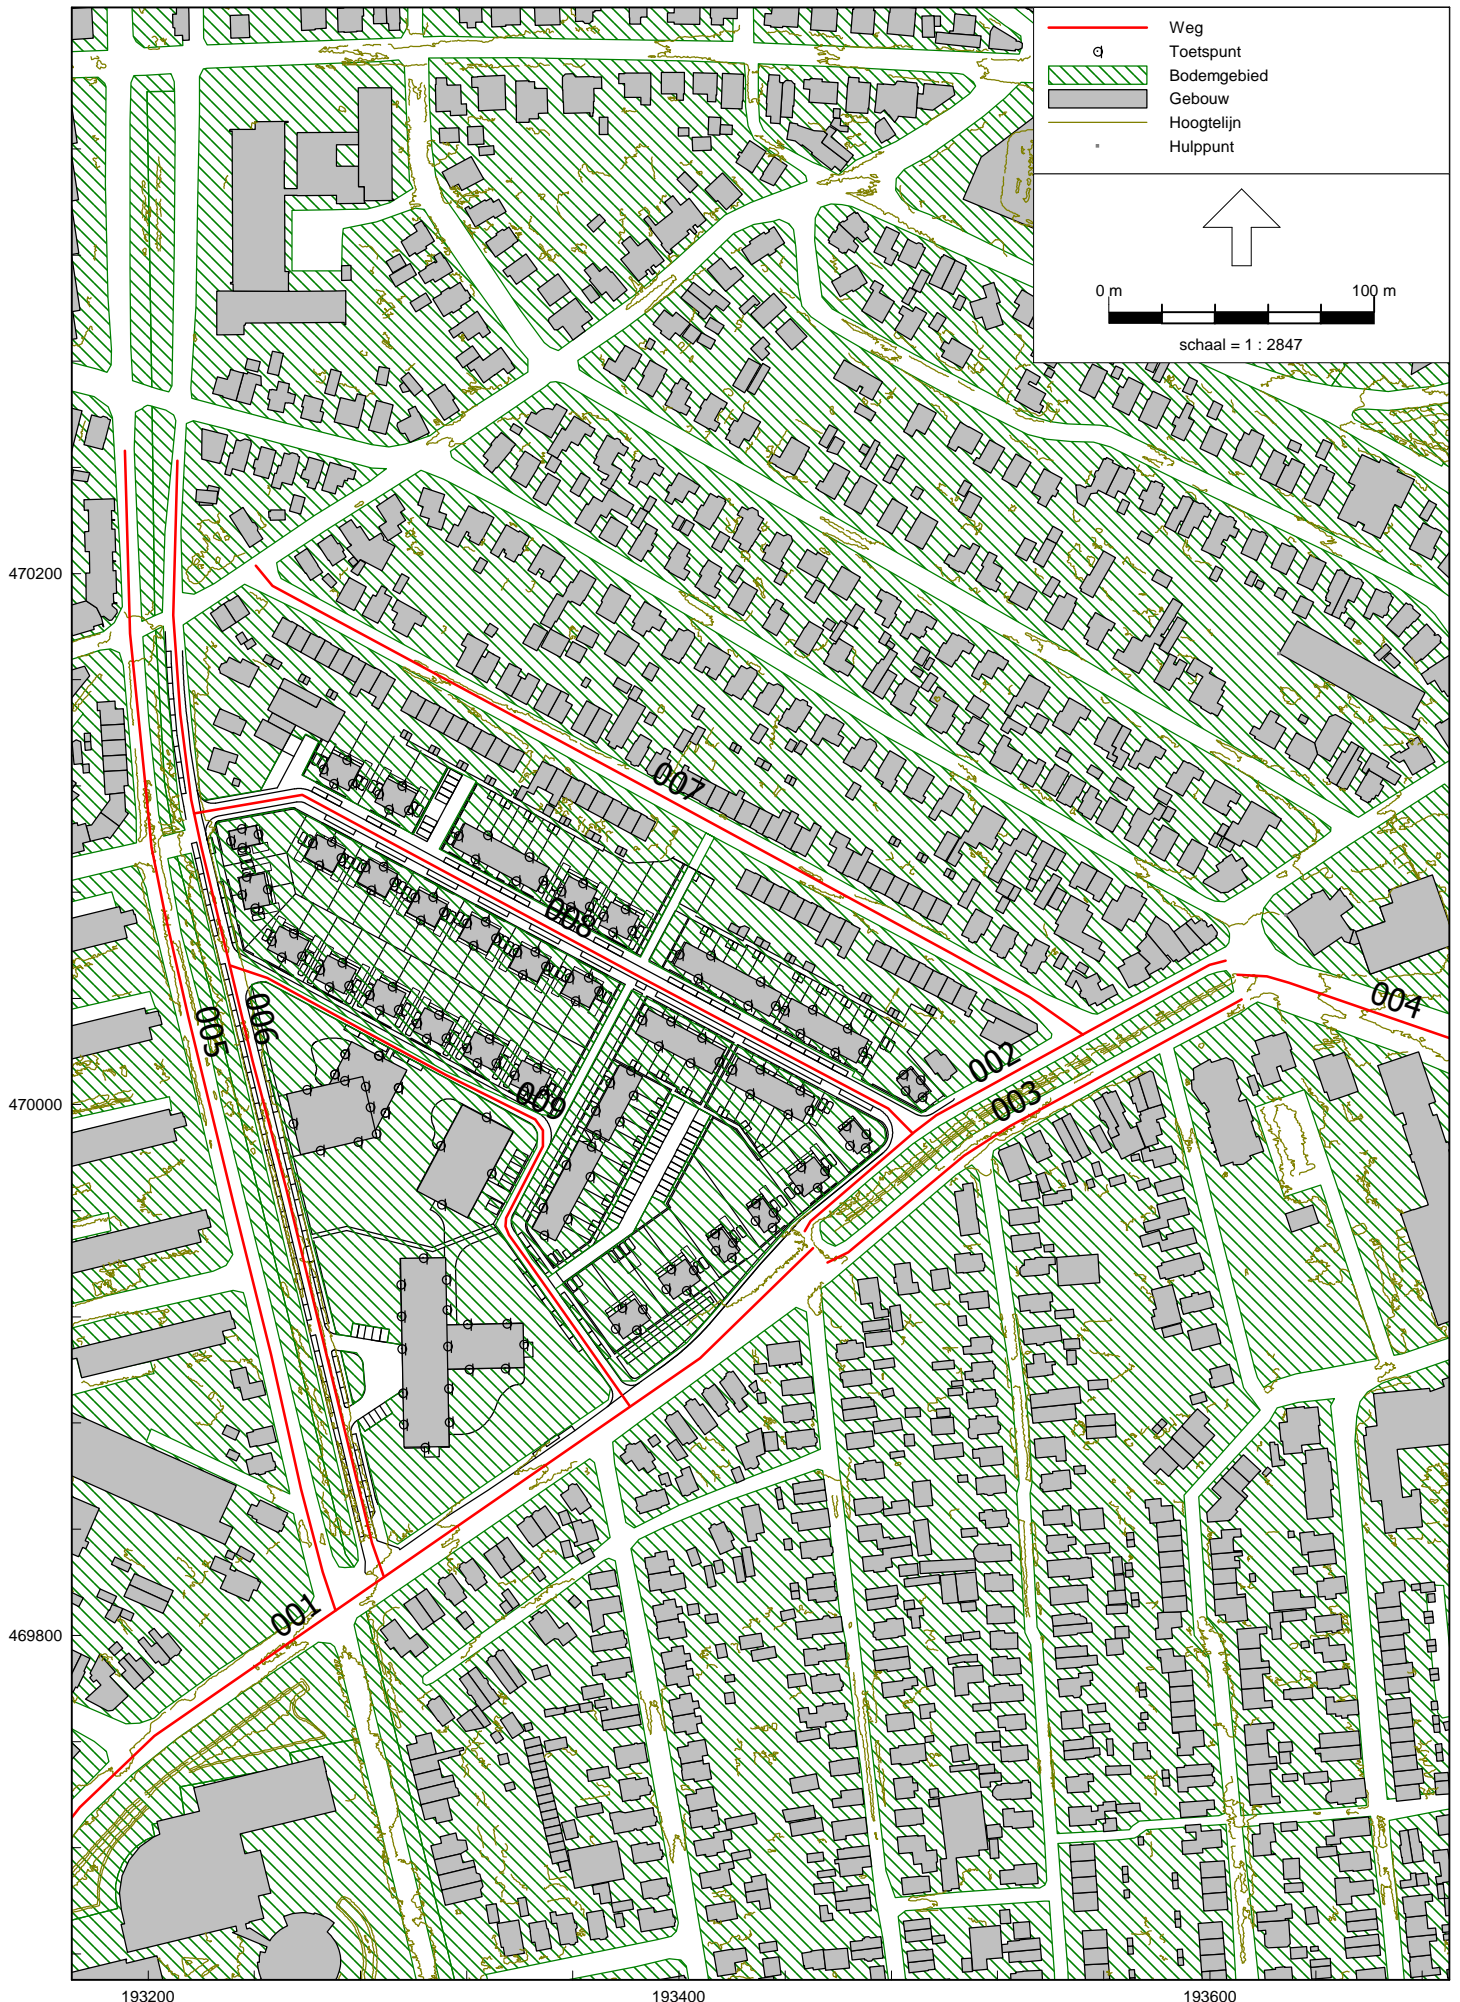 Weg
Toetspunt
Bodemgebied
Gebouw
Hoogtelijn
Hulppunt
0 m 100 m
schaal = 1 : 2847
470200
007
008
004
005
006
002
003
470000
009
001
469800
193200 193400 193600